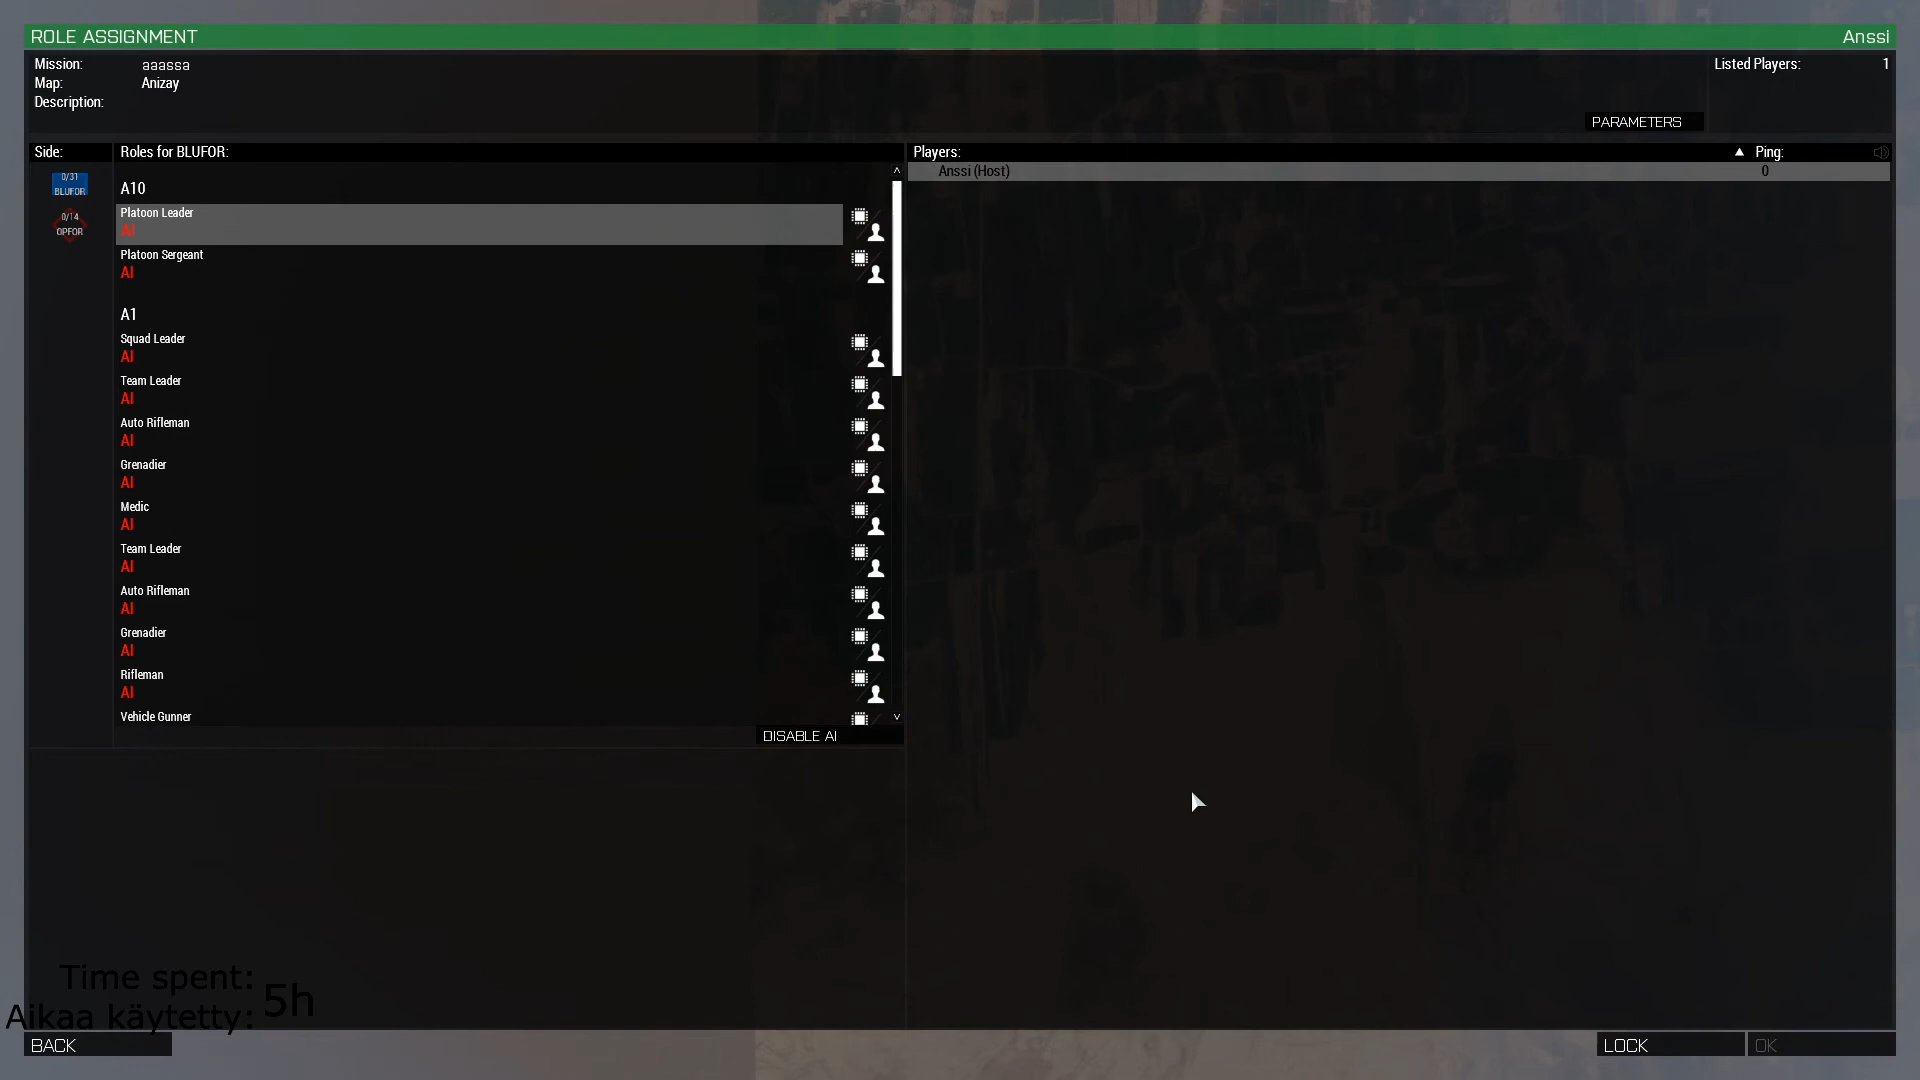 ROLE ASSIGNMENT
Anssi
Mission: aaassa
Map: Anizay
Description:
Listed Players: 1
PARAMETERS
Side:
Roles for BLUFOR:
Players:
Ping:
0/31
BLUFOR
0/14
OPFOR
A10
Platoon Leader
AI
Platoon Sergeant
AI
A1
Squad Leader
AI
Team Leader
AI
Auto Rifleman
AI
Grenadier
AI
Medic
AI
Team Leader
AI
Auto Rifleman
AI
Grenadier
AI
Rifleman
AI
Vehicle Gunner
DISABLE AI
Anssi (Host) 0
Time spent:
Aikaa käytetty: 5h
BACK
LOCK
OK